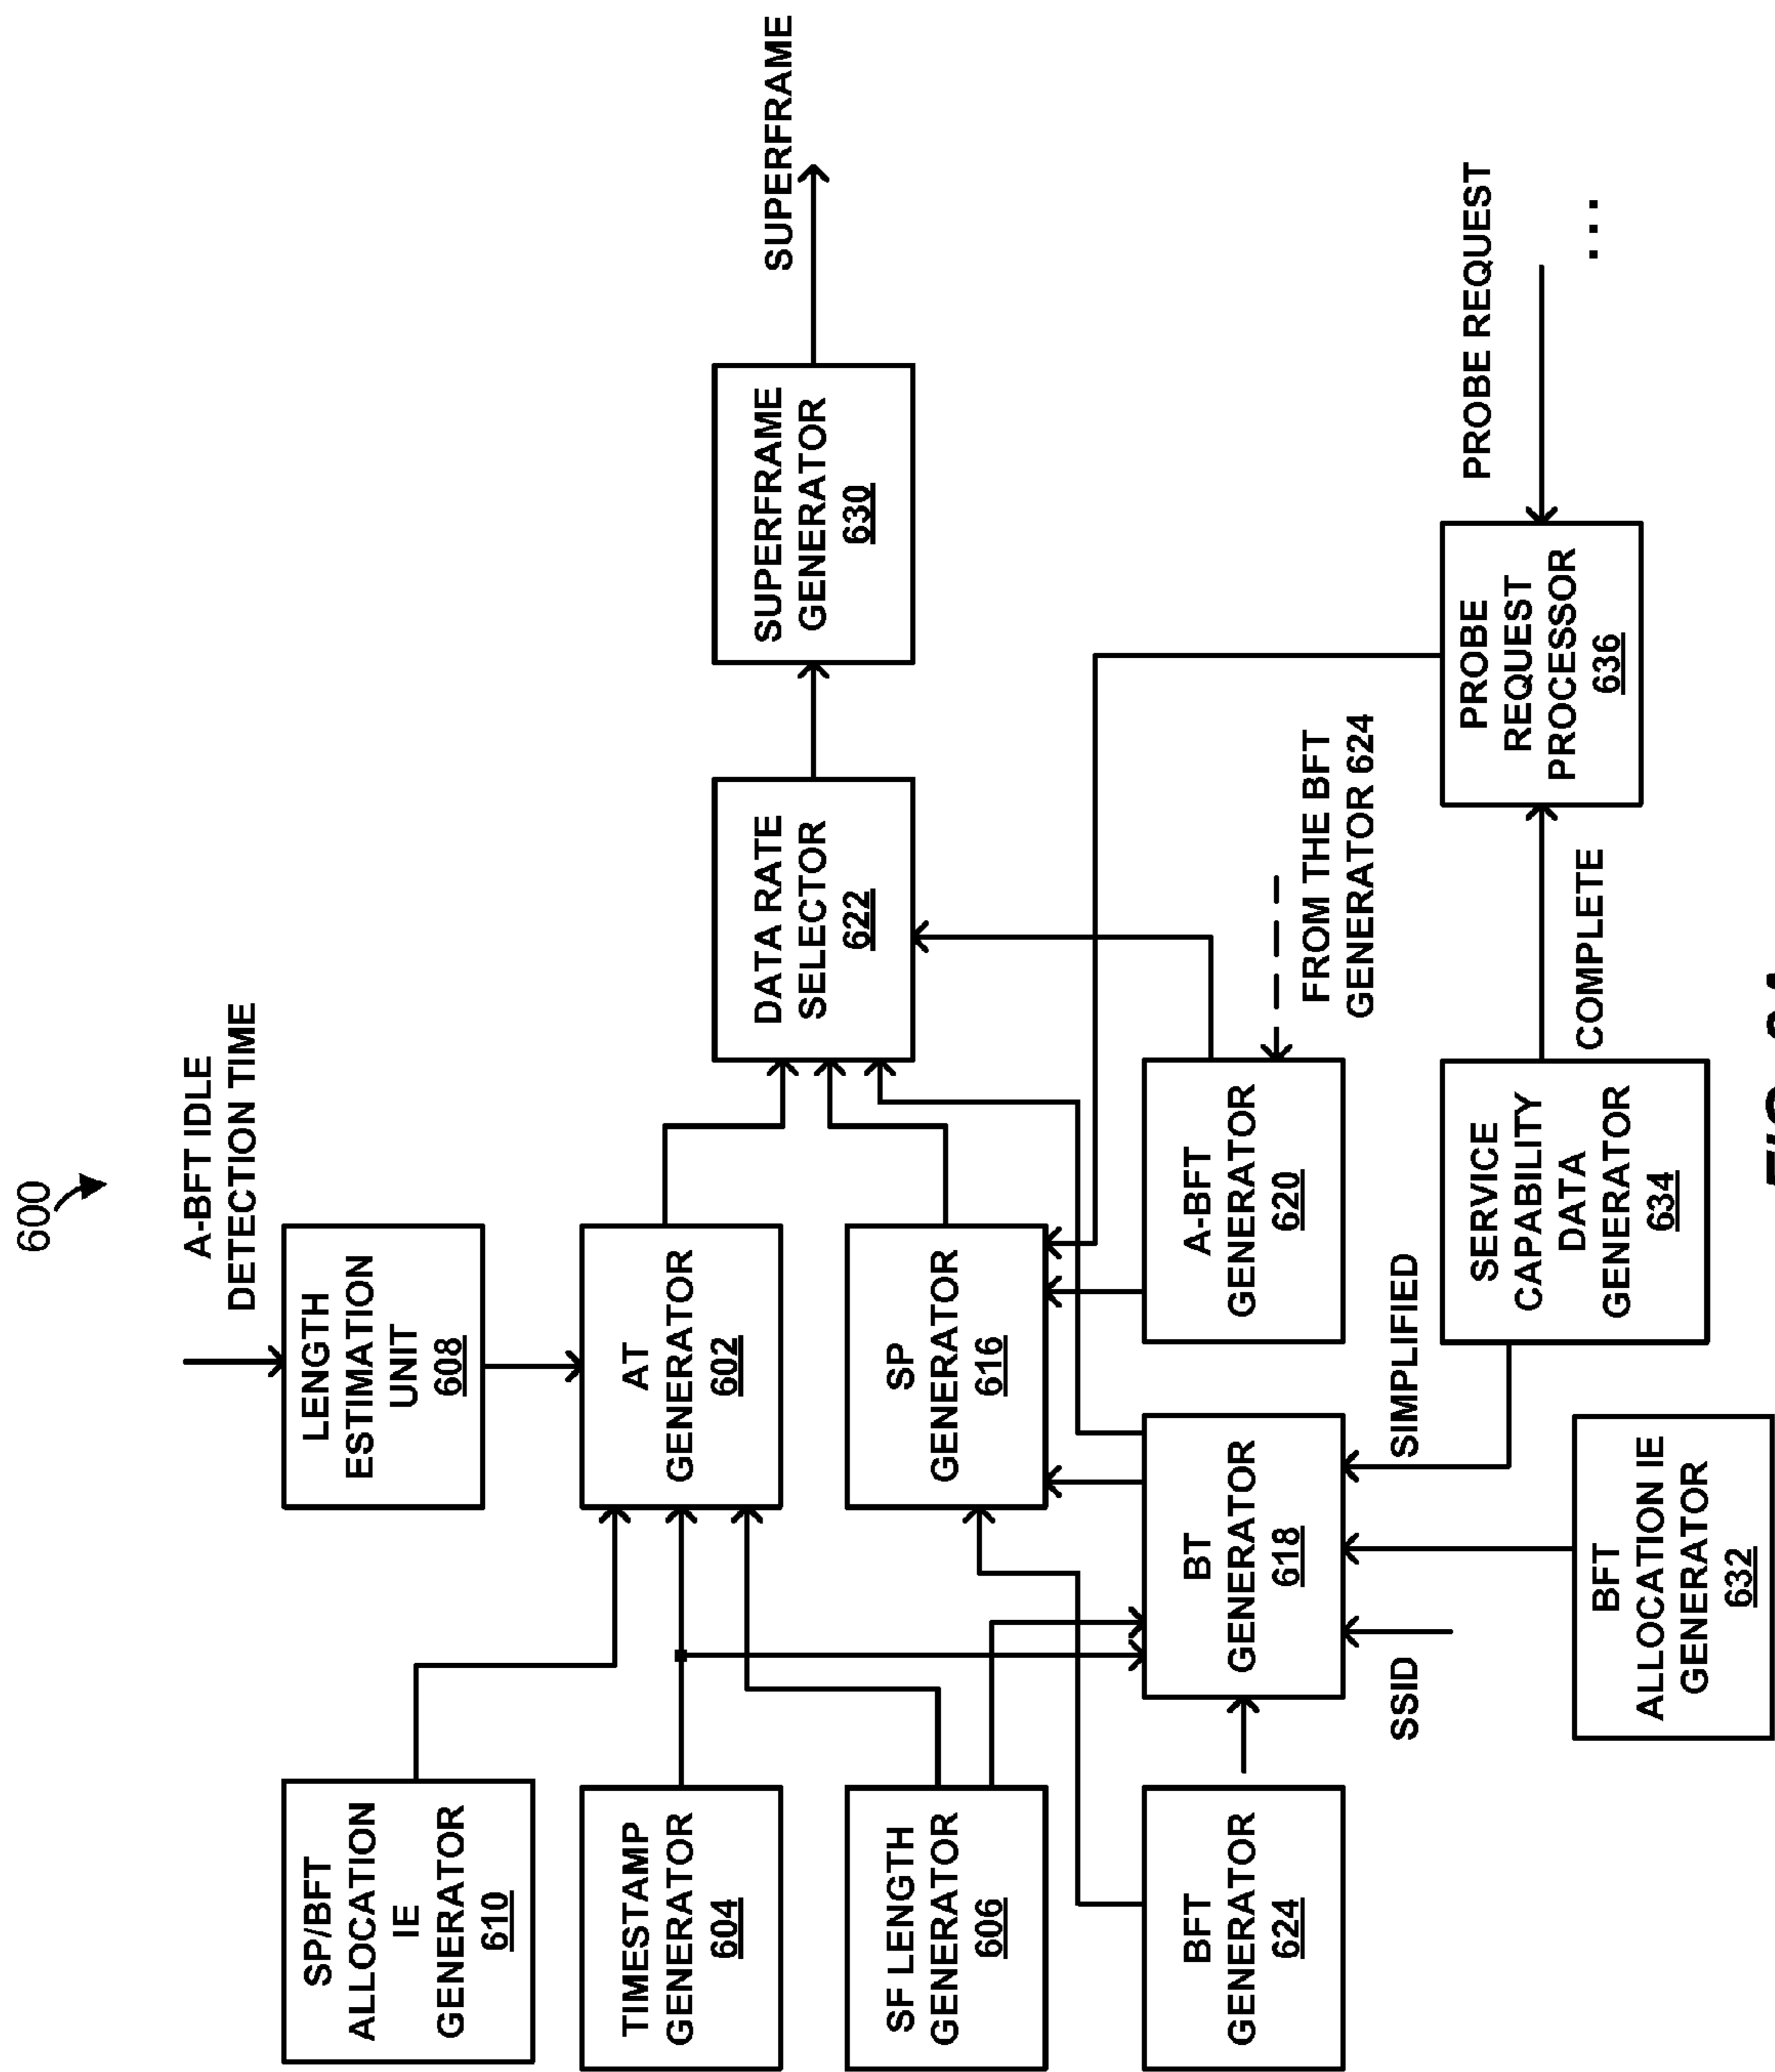 600
A-BFT IDLE
DETECTION TIME
LENGTH
ESTIMATION
UNIT
608
SP/BFT
ALLOCATION
IE
GENERATOR
610
AT
GENERATOR
602
TIMESTAMP
GENERATOR
604
DATA RATE
SELECTOR
622
SUPERFRAME
GENERATOR
630
SUPERFRAME
SF LENGTH
GENERATOR
606
SP
GENERATOR
616
BFT
GENERATOR
624
BT
GENERATOR
618
A-BFT
GENERATOR
620
FROM THE BFT
GENERATOR 624
SSID
SIMPLIFIED
BFT
ALLOCATION IE
GENERATOR
632
SERVICE
CAPABILITY
DATA
GENERATOR
634
COMPLETE
PROBE
REQUEST
PROCESSOR
636
PROBE REQUEST
...